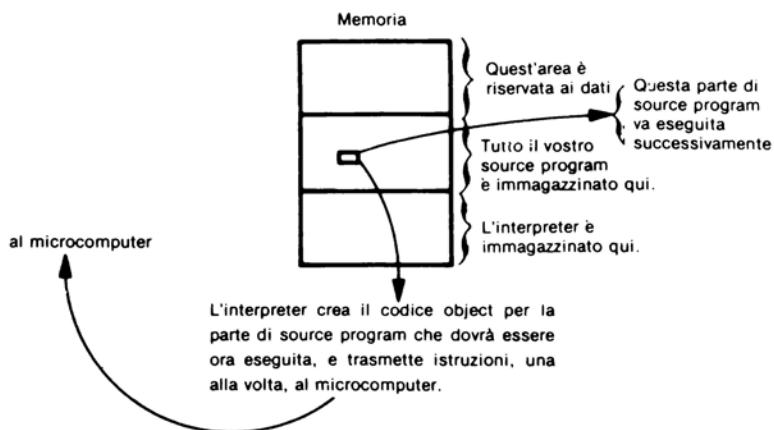 Memoria
Quest'area è
riservata ai dati
Questa parte di
source program
va eseguita
successivamente
Tutto il vostro
source program
è immagazzinato qui.
L'interpreter è
immagazzinato qui.
al microcomputer
L'interpreter crea il codice object per la
parte di source program che dovrà essere
ora eseguita, e trasmette istruzioni, una
alla volta, al microcomputer.